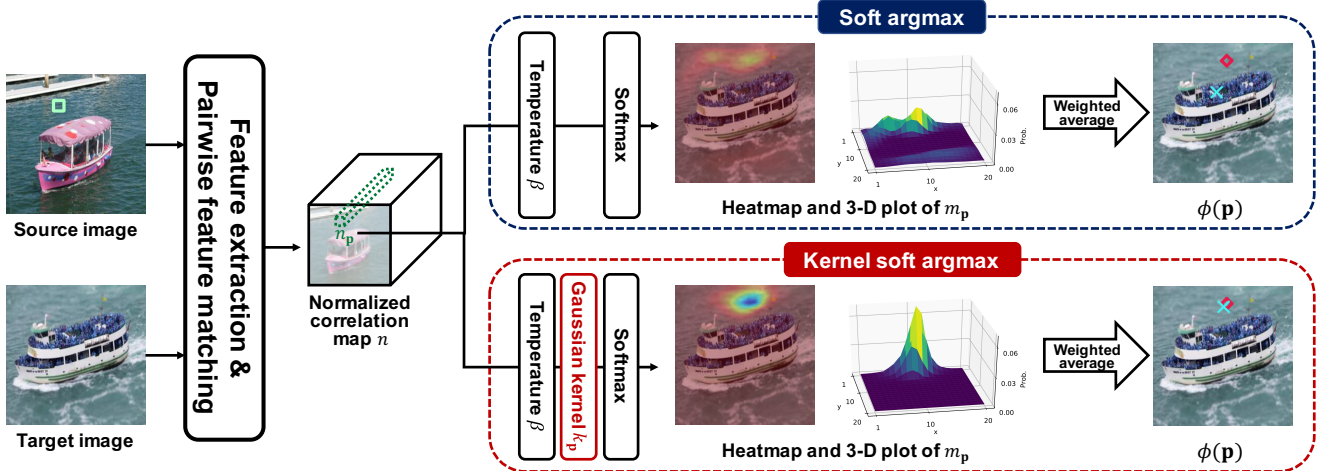 Soft argmax
Source image
Target image
Feature extraction &
Pairwise feature matching
n_p
Normalized
correlation
map n
Temperature β
Softmax
1
10
20
y
1
10
20
x
0.00
0.03
0.06
Prob.
Heatmap and 3-D plot of m_p
Weighted
average
ϕ(p)
Kernel soft argmax
Temperature β
Gaussian kernel k_p
Softmax
1
10
20
y
1
10
20
x
0.00
0.03
0.06
Prob.
Heatmap and 3-D plot of m_p
Weighted
average
ϕ(p)